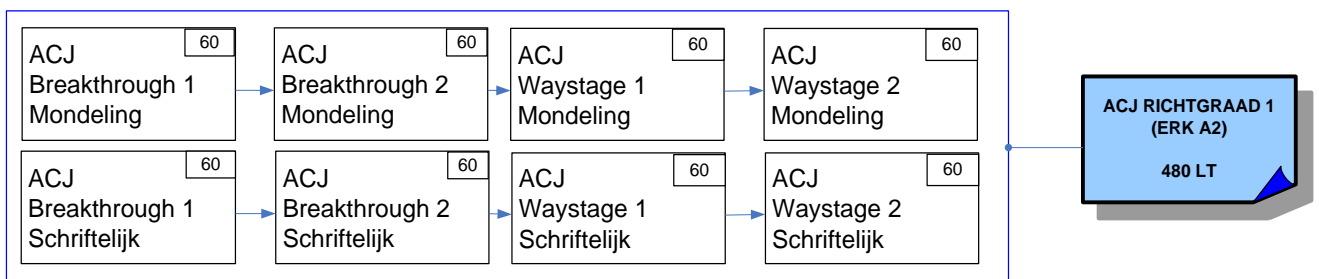 60
ACJ
Breakthrough 1
Mondeling
60
ACJ
Breakthrough 2
Mondeling
60
ACJ
Waystage 1
Mondeling
60
ACJ
Waystage 2
Mondeling
60
ACJ
Breakthrough 1
Schriftelijk
60
ACJ
Breakthrough 2
Schriftelijk
60
ACJ
Waystage 1
Schriftelijk
60
ACJ
Waystage 2
Schriftelijk
ACJ RICHTGRAAD 1
(ERK A2)
480 LT